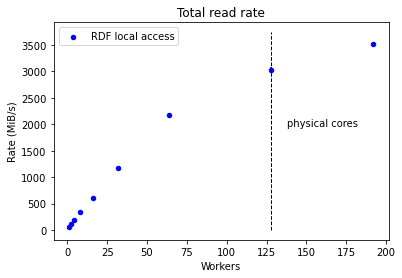 Total read rate
RDF local access
3500
3000
2500
2000
1500
1000
500
0
Rate (MiB/s)
physical cores
0 25 50 75 100 125 150 175 200
Workers